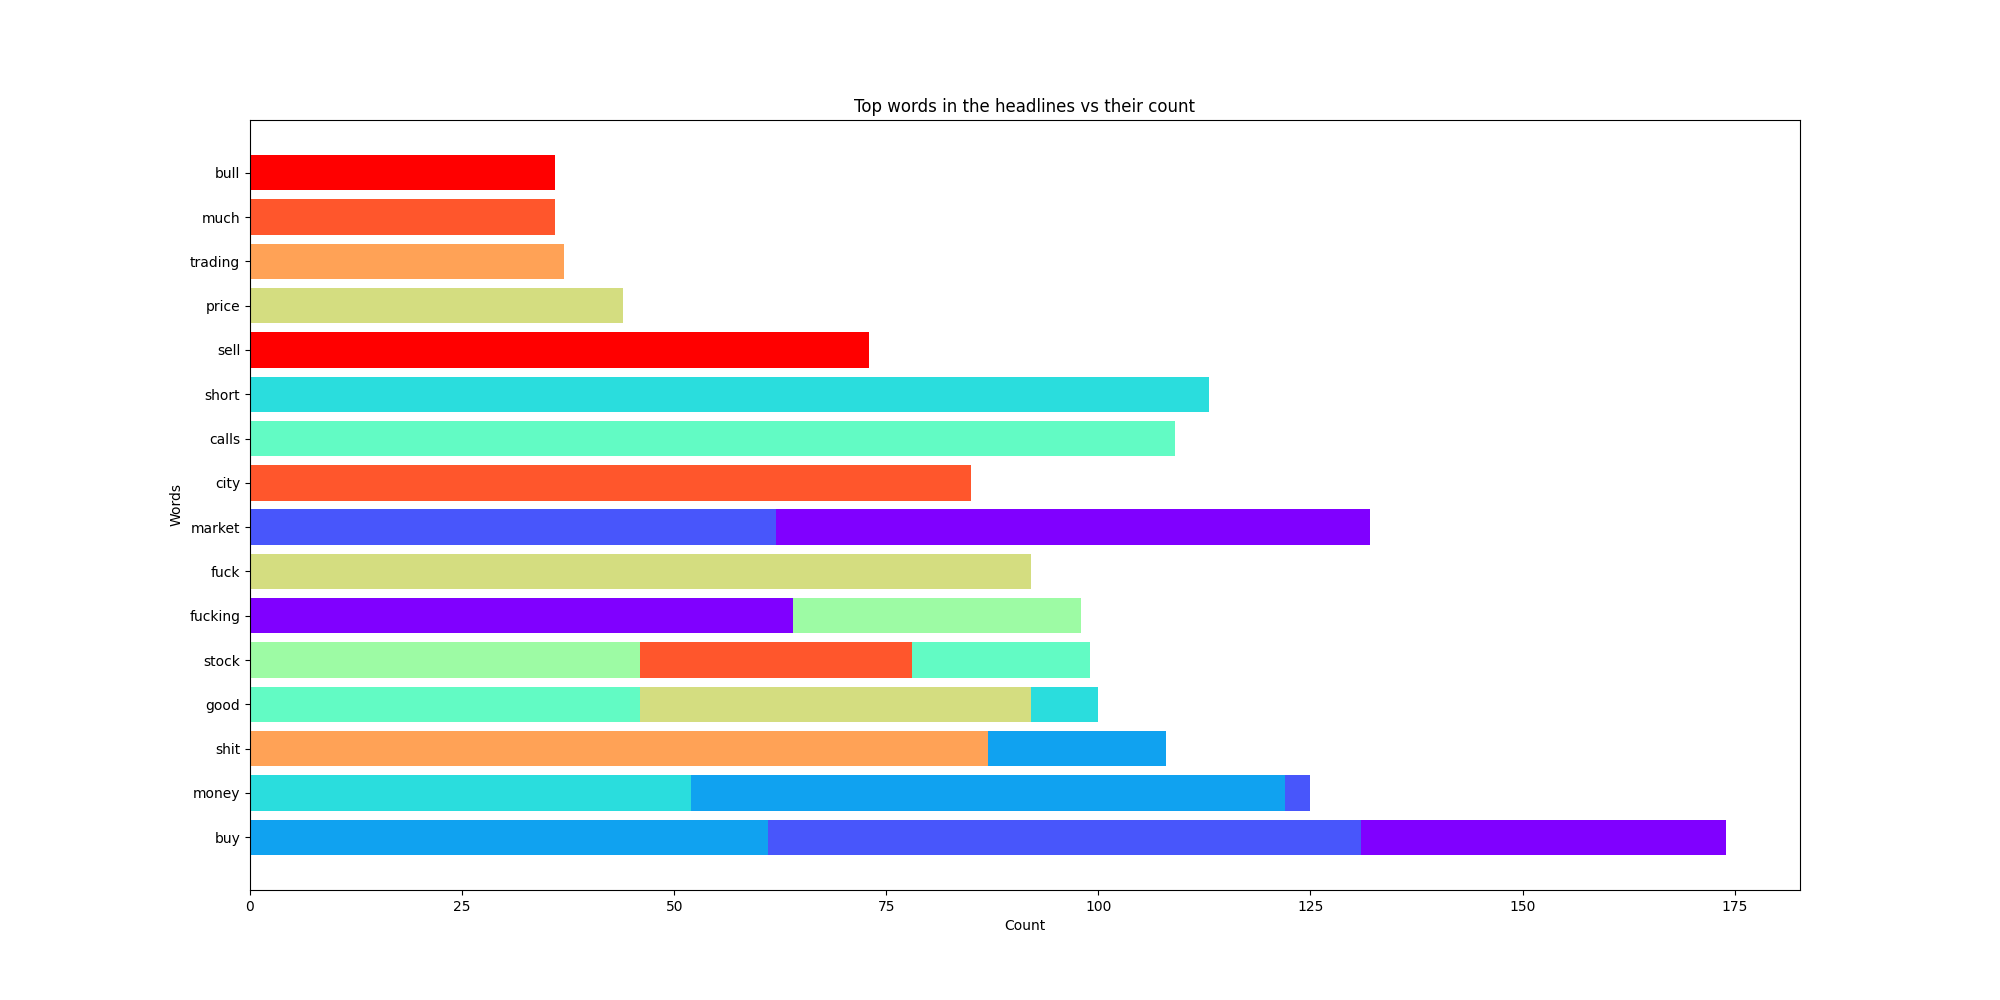 Top words in the headlines vs their count
Words
bull
much
trading
price
sell
short
calls
city
market
fuck
fucking
stock
good
shit
money
buy
0 25 50 75 100 125 150 175
Count